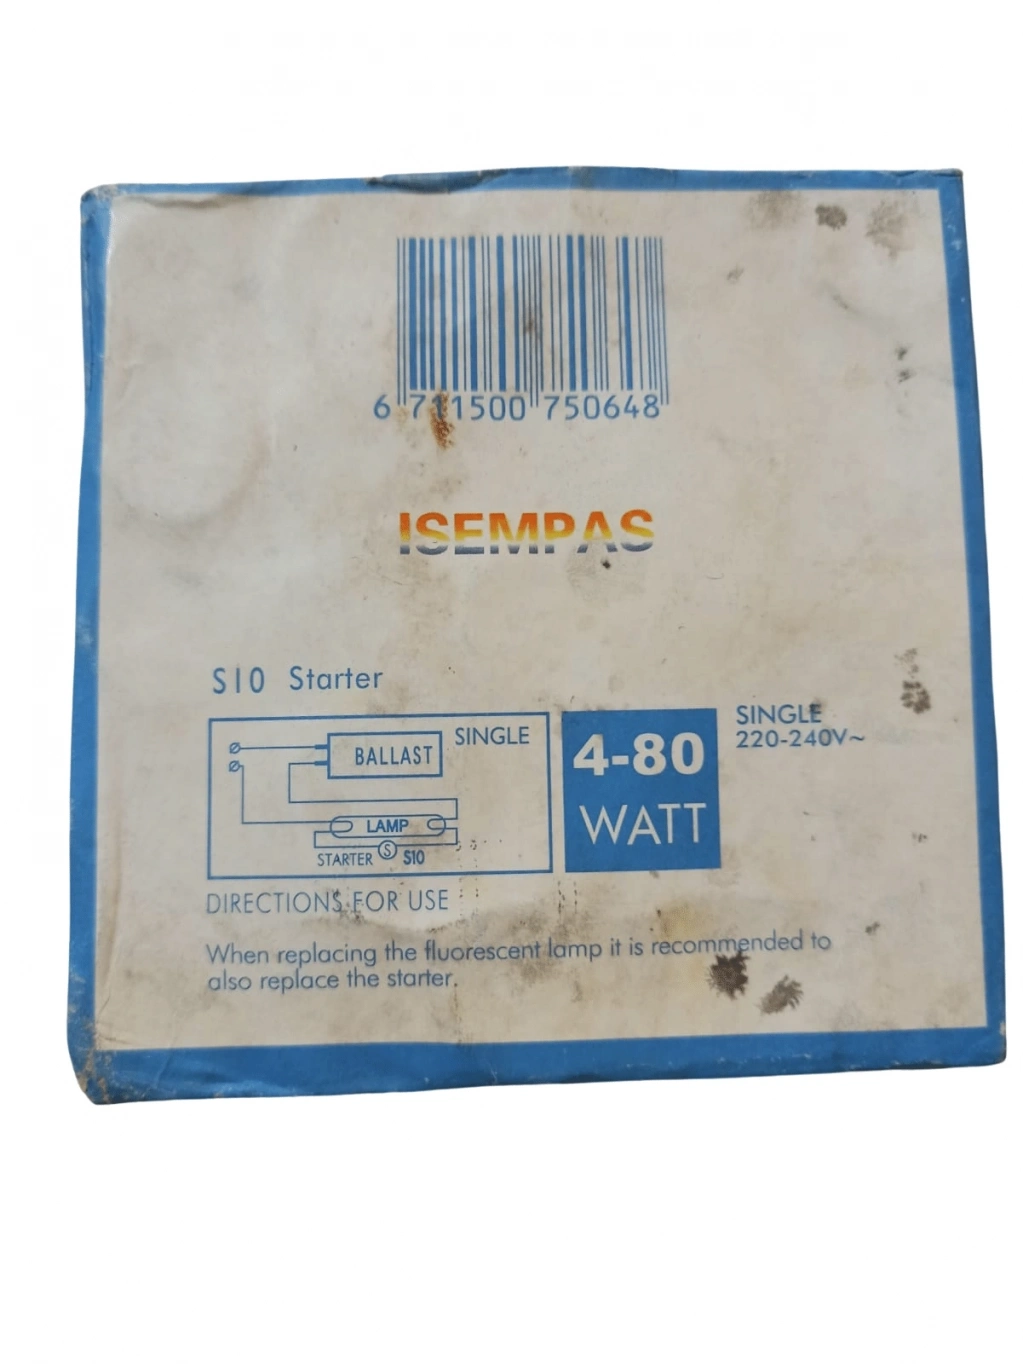 6 711500 750648
ISEMPAS
S10 Starter
SINGLE
BALLAST
LAMP
STARTER S S10
4-80
WATT
SINGLE
220-240V~
DIRECTIONS FOR USE
When replacing the fluorescent lamp it is recommended to
also replace the starter.